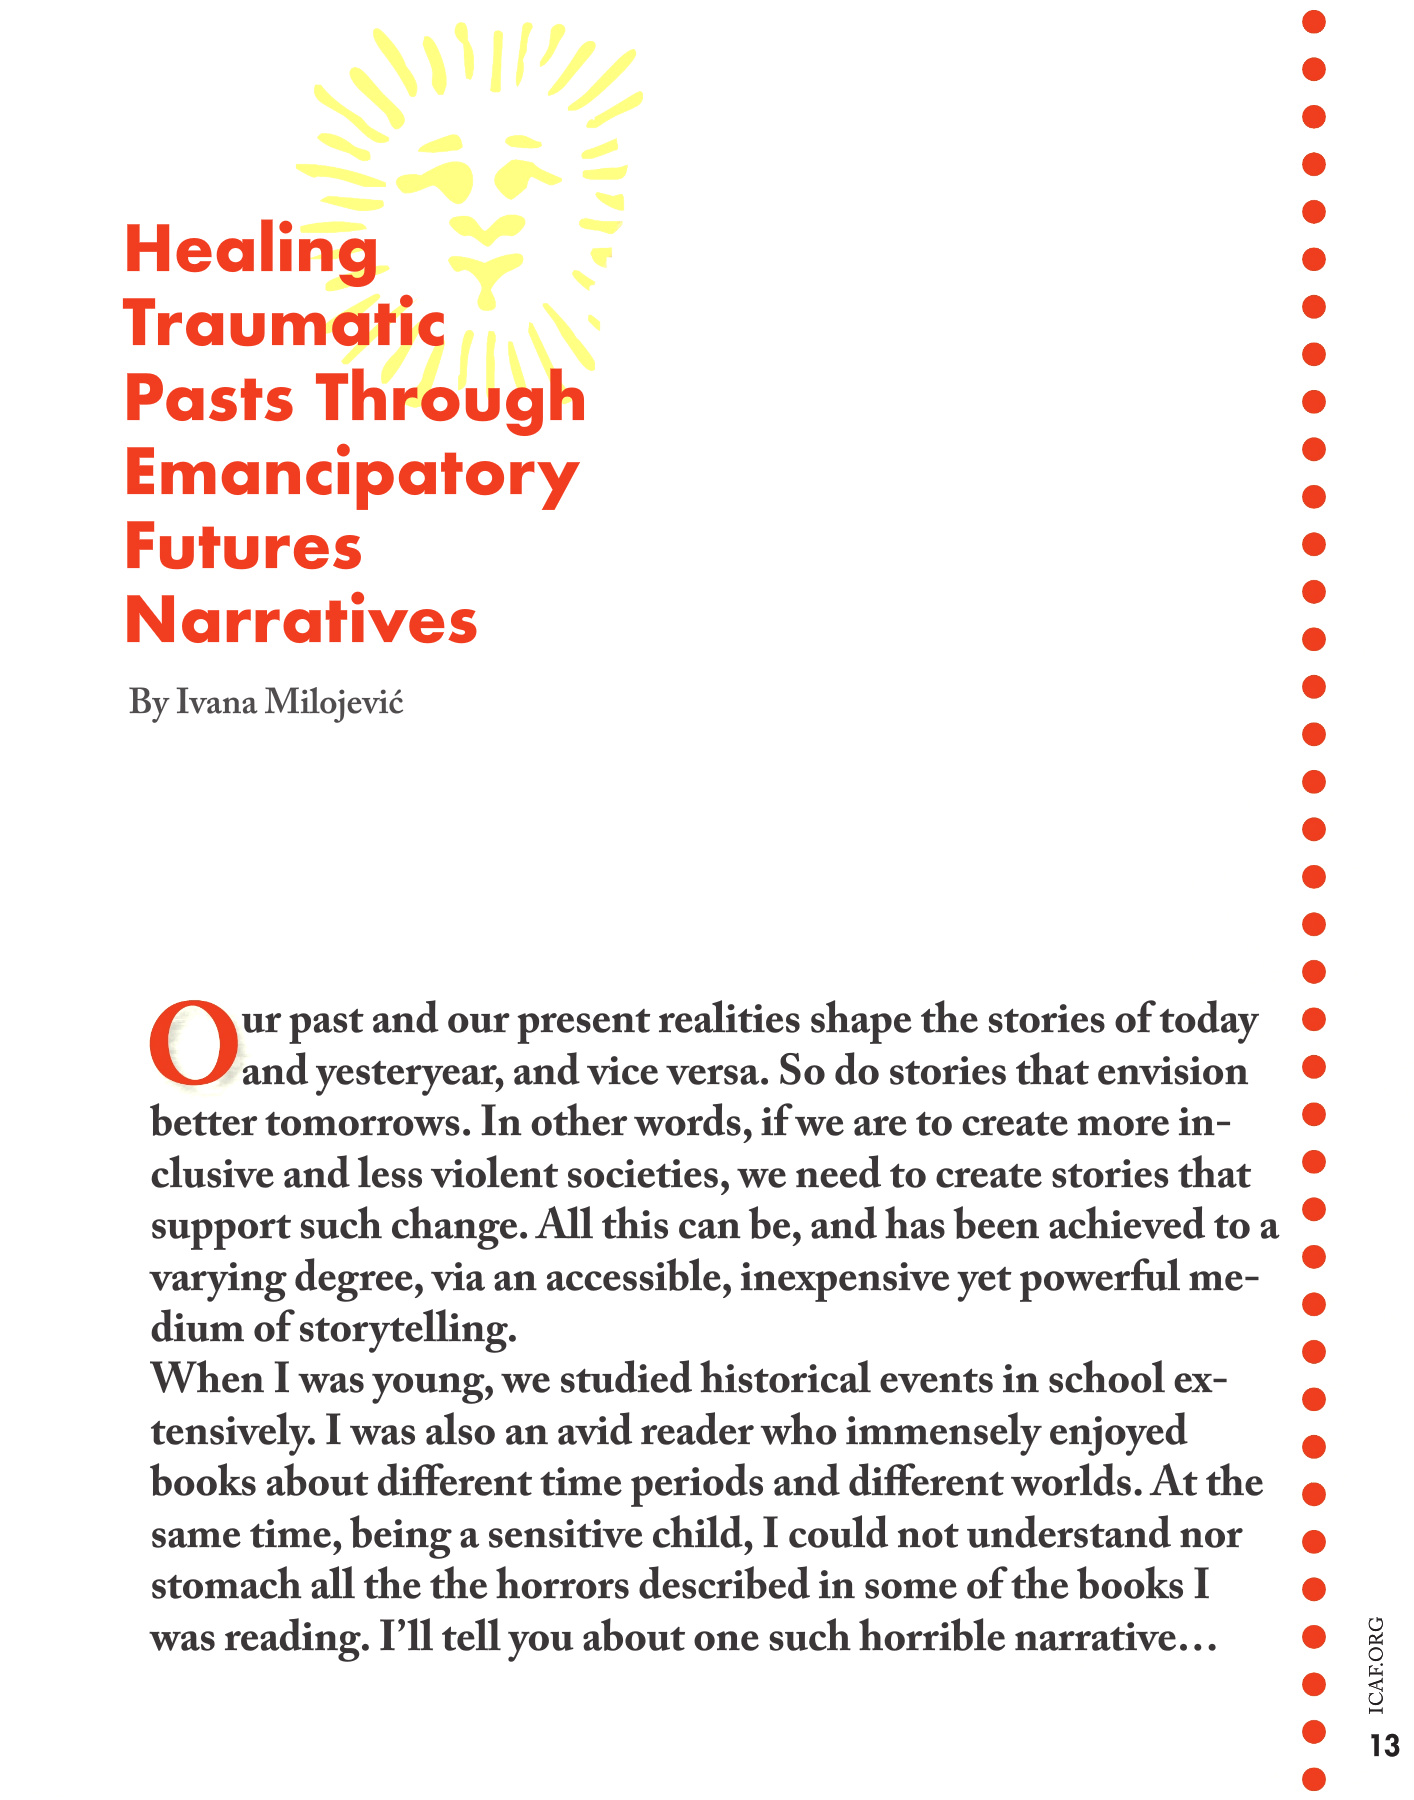 Healing
Traumatic
Pasts Through
Emancipatory
Futures
Narratives
By Ivana Milojević
Our past and our present realities shape the stories of today
and yesteryear, and vice versa. So do stories that envision
better tomorrows. In other words, if we are to create more in-
clusive and less violent societies, we need to create stories that
support such change. All this can be, and has been achieved to a
varying degree, via an accessible, inexpensive yet powerful me-
dium of storytelling.
When I was young, we studied historical events in school ex-
tensively. I was also an avid reader who immensely enjoyed
books about different time periods and different worlds. At the
same time, being a sensitive child, I could not understand nor
stomach all the the horrors described in some of the books I
was reading. I’ll tell you about one such horrible narrative…
ICAF.ORG
13